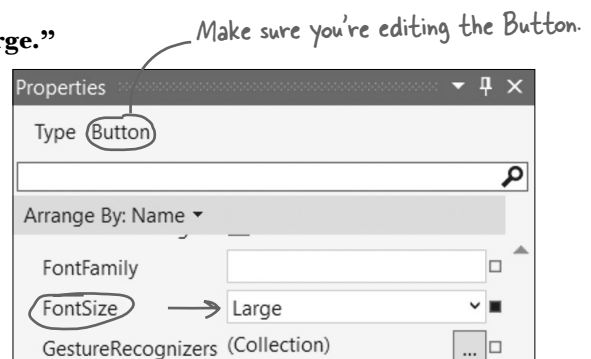 rge.”
Make sure you're editing the Button.
Properties
Type Button
Arrange By: Name
FontFamily
FontSize Large
GestureRecognizers (Collection) ...